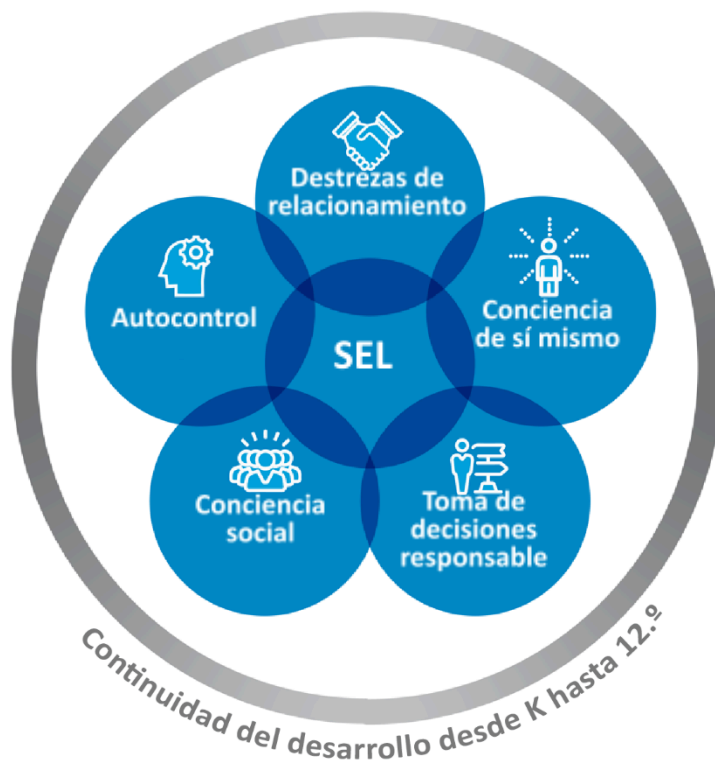 Destrezas de
relacionamiento
Autocontrol
Conciencia
de sí mismo
SEL
Conciencia
social
Toma de
decisiones
responsable
Continuidad del desarrollo desde K hasta 12.º